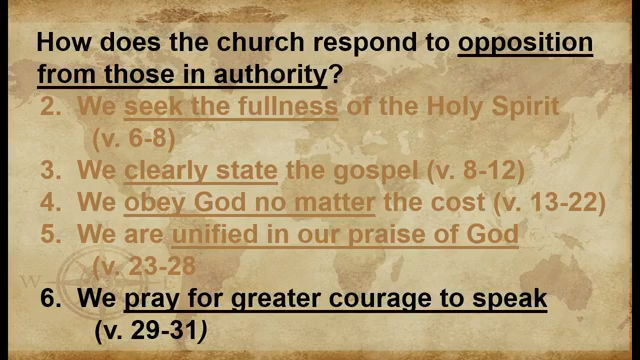 How does the church respond to opposition
from those in authority?
2. We seek the fullness of the Holy Spirit
(v. 6-8)
3. We clearly state the gospel (v. 8-12)
4. We obey God no matter the cost (v. 13-22)
5. We are unified in our praise of God
(v. 23-28
6. We pray for greater courage to speak
(v. 29-31)
W